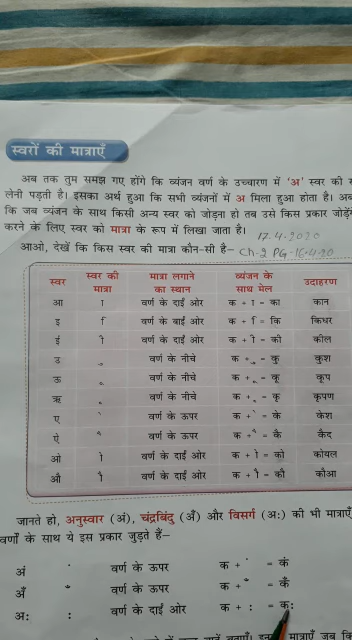 स्वरों की मात्राएँ
अब तक तुम समझ गए होंगे कि व्यंजन वर्ण के उच्चारण में 'अ' स्वर की
लेनी पड़ती है। इसका अर्थ हुआ कि सभी व्यंजनों में अ मिला हुआ होता है। अब
कि जब व्यंजन के साथ किसी अन्य स्वर को जोड़ना हो तब उसे किस प्रकार जोड़ेंगे
करने के लिए स्वर को मात्रा के रूप में लिखा जाता है।
17.4.2020
आओ, देखें कि किस स्वर की मात्रा कौन-सी है– Ch-2 PG-16-4-20
स्वर स्वर की मात्रा मात्रा लगाने का स्थान व्यंजन के साथ मेल उदाहरण
आ ा वर्ण के दाईं ओर क + ा = का कान
इ ि वर्ण के बाईं ओर क + ि = कि किधर
ई ी वर्ण के दाईं ओर क + ी = की कील
उ ु वर्ण के नीचे क + ु = कु कुश
ऊ ू वर्ण के नीचे क + ू = कू कूप
ऋ ृ वर्ण के नीचे क + ृ = कृ कृपण
ए े वर्ण के ऊपर क + े = के केश
ऐ ै वर्ण के ऊपर क + ै = कै कैद
ओ ो वर्ण के दाईं ओर क + ो = को कोयल
औ ौ वर्ण के दाईं ओर क + ौ = कौ कौआ
जानते हो, अनुस्वार (अं), चंद्रबिंदु (अँ) और विसर्ग (अ:) की भी मात्राएँ
वर्णों के साथ ये इस प्रकार जुड़ते हैं–
अं ं वर्ण के ऊपर क + ं = कं
अँ ँ वर्ण के ऊपर क + ँ = कँ
अ: : वर्ण के दाईं ओर क + : = क: